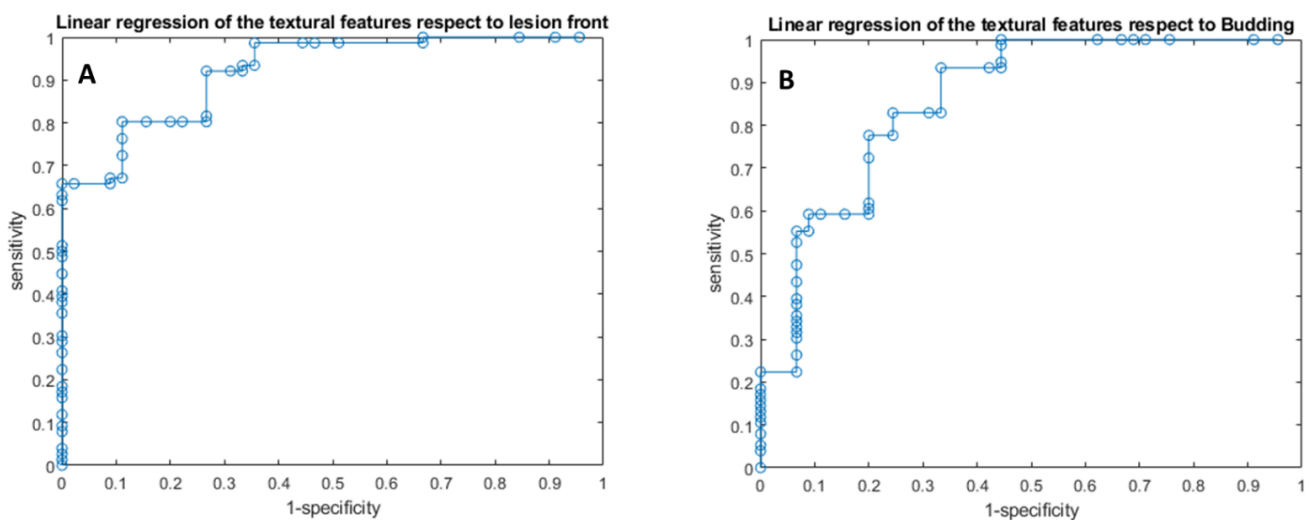 Linear regression of the textural features respect to lesion front
A
1
0.9
0.8
0.7
0.6
0.5
0.4
0.3
0.2
0.1
0
sensitivity
0 0.1 0.2 0.3 0.4 0.5 0.6 0.7 0.8 0.9 1
1-specificity
Linear regression of the textural features respect to Budding
B
1
0.9
0.8
0.7
0.6
0.5
0.4
0.3
0.2
0.1
0
sensitivity
0 0.1 0.2 0.3 0.4 0.5 0.6 0.7 0.8 0.9 1
1-specificity